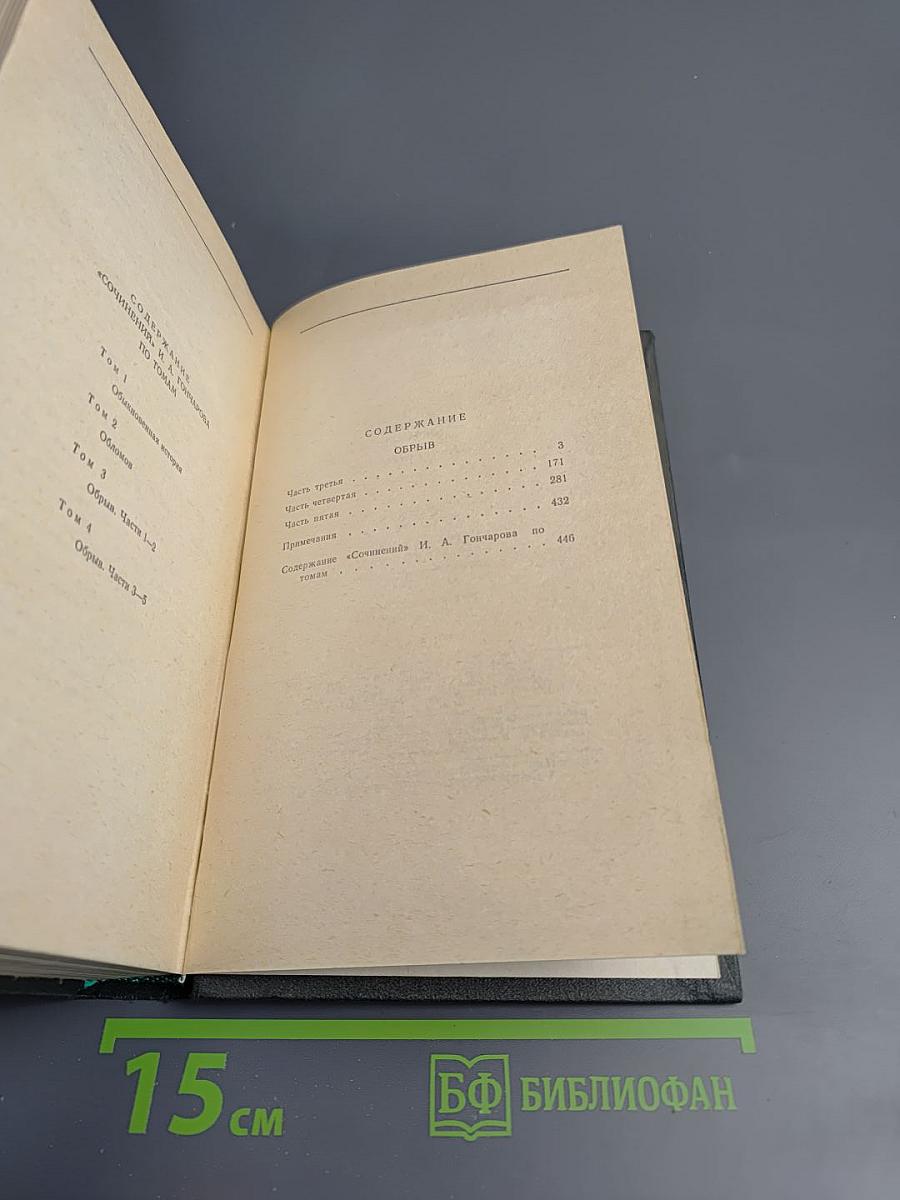 СОДЕРЖАНИЕ
«СОЧИНЕНИЙ» И. А. ГОНЧАРОВА
ПО ТОМАМ
Том 1
Обыкновенная история
Том 2
Обломов
Том 3
Обрыв. Части 1—2
Том 4
Обрыв. Части 3—5
СОДЕРЖАНИЕ
ОБРЫВ
Часть третья . . . . . . . . . . . . . . . 3
Часть четвертая . . . . . . . . . . . . . . 171
Часть пятая . . . . . . . . . . . . . . . 281
Примечания . . . . . . . . . . . . . . . 432
Содержание «Сочинений» И. А. Гончарова по
томам . . . . . . . . . . . . . . . 446
15 см
БФ БИБЛИОФАН